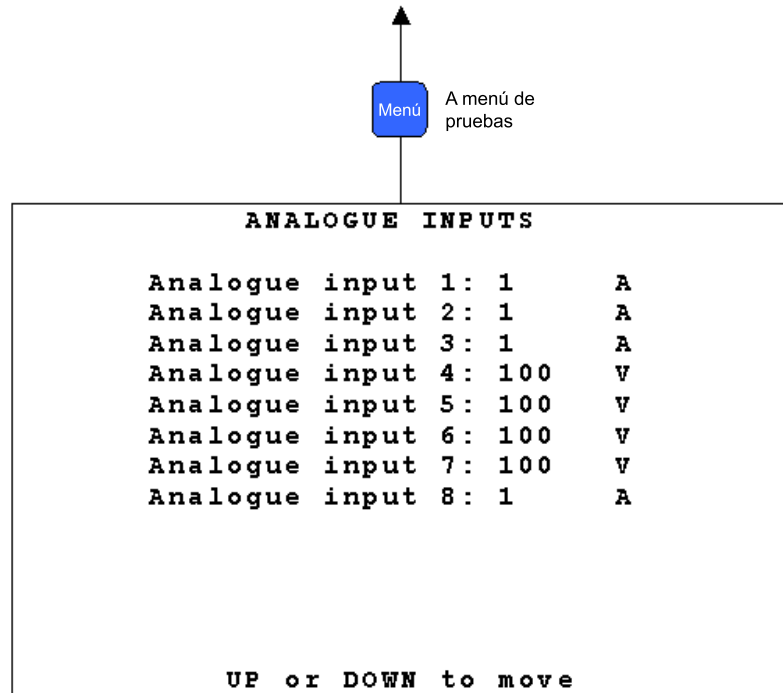 Menú
A menú de
pruebas
ANALOGUE INPUTS
Analogue input 1: 1 A
Analogue input 2: 1 A
Analogue input 3: 1 A
Analogue input 4: 100 V
Analogue input 5: 100 V
Analogue input 6: 100 V
Analogue input 7: 100 V
Analogue input 8: 1 A
UP or DOWN to move